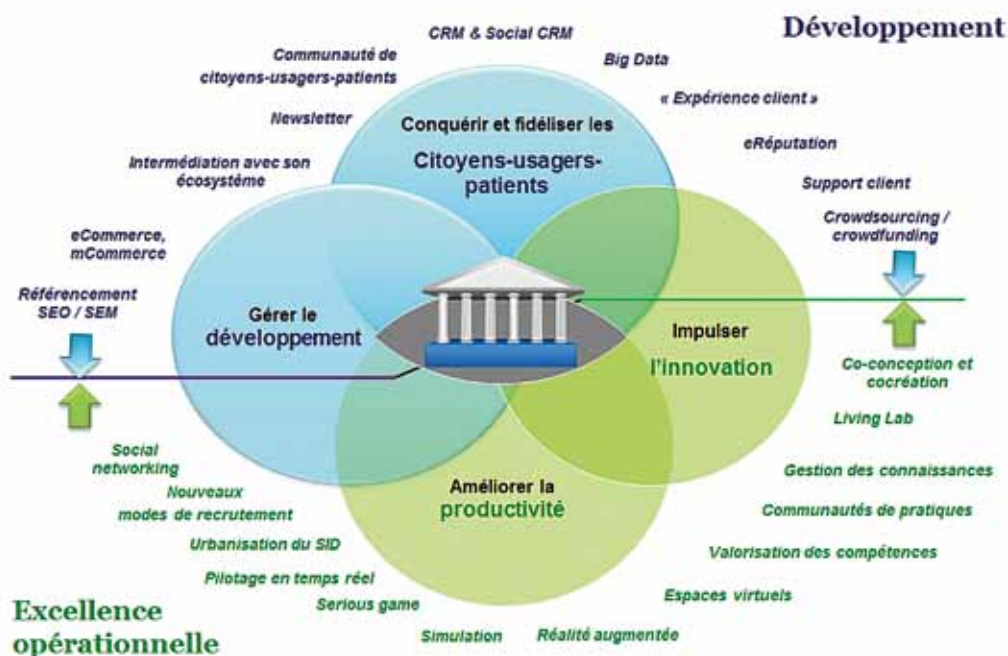 Développement
CRM & Social CRM
Communauté de
citoyens-usagers-patients
Big Data
« Expérience client »
Newsletter
Conquérir et fidéliser les
Citoyens-usagers-
patients
eRéputation
Intermédiation avec son
écosystème
Support client
eCommerce,
mCommerce
Crowdsourcing /
crowdfunding
Référencement
SEO / SEM
Gérer le
développement
Impulser
l'innovation
Co-conception et
cocréation
Living Lab
Social
networking
Gestion des connaissances
Nouveaux
modes de recrutement
Améliorer la
productivité
Communautés de pratiques
Urbanisation du SID
Valorisation des compétences
Pilotage en temps réel
Espaces virtuels
Serious game
Excellence
opérationnelle
Simulation
Réalité augmentée